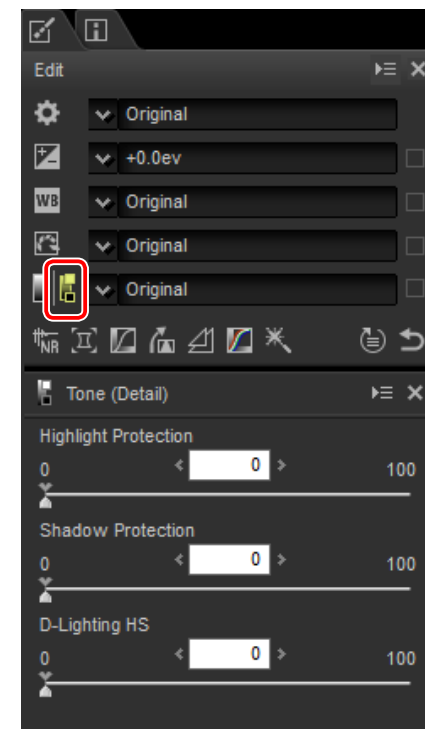 Edit
Original
+0.0ev
WB Original
Original
Original
NR
Tone (Detail)
Highlight Protection
0 0 100
Shadow Protection
0 0 100
D-Lighting HS
0 0 100